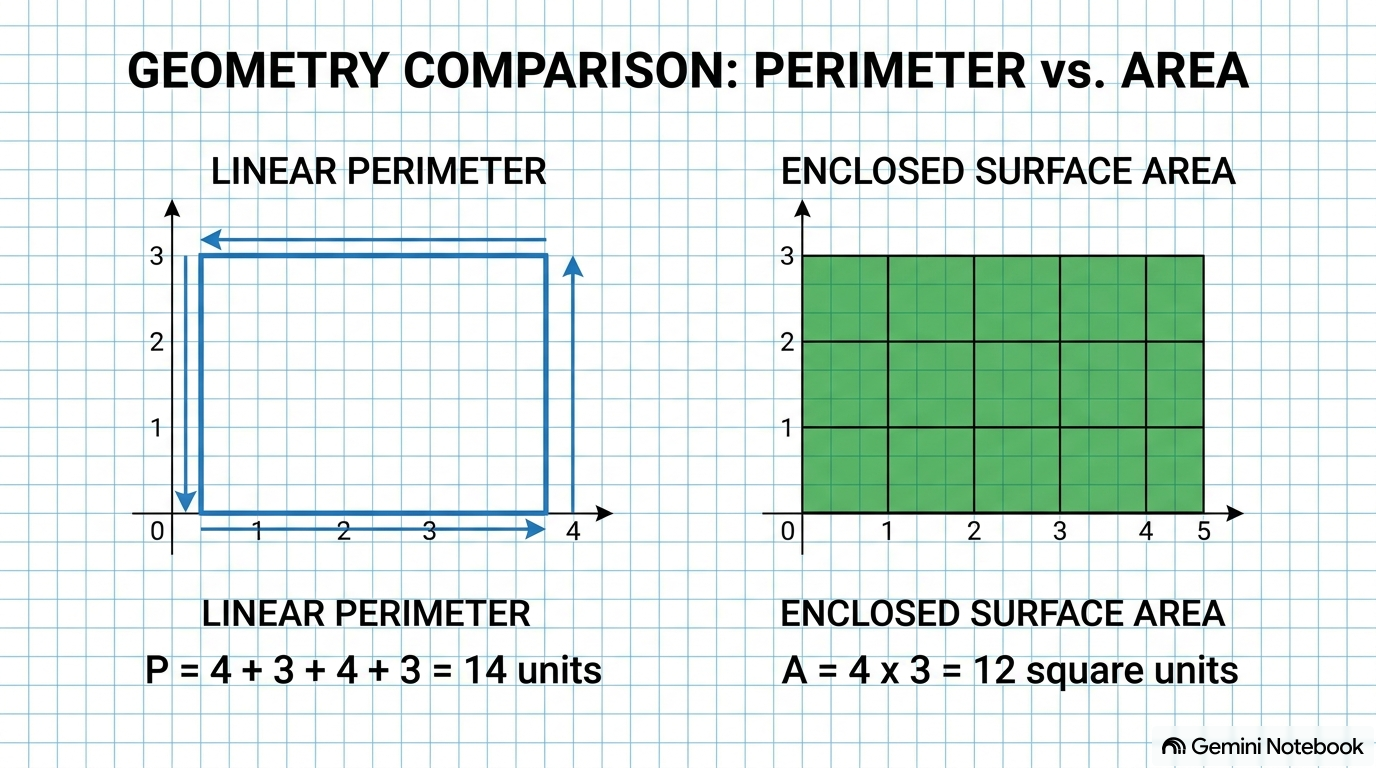 GEOMETRY COMPARISON: PERIMETER vs. AREA
LINEAR PERIMETER
3
2
1
0 1 2 3 4
LINEAR PERIMETER
P = 4 + 3 + 4 + 3 = 14 units
ENCLOSED SURFACE AREA
3
2
1
0 1 2 3 4 5
ENCLOSED SURFACE AREA
A = 4 x 3 = 12 square units
Gemini Notebook